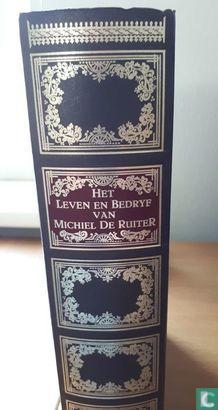 HET
LEVEN EN BEDRYF
VAN
MICHIEL DE RUITER